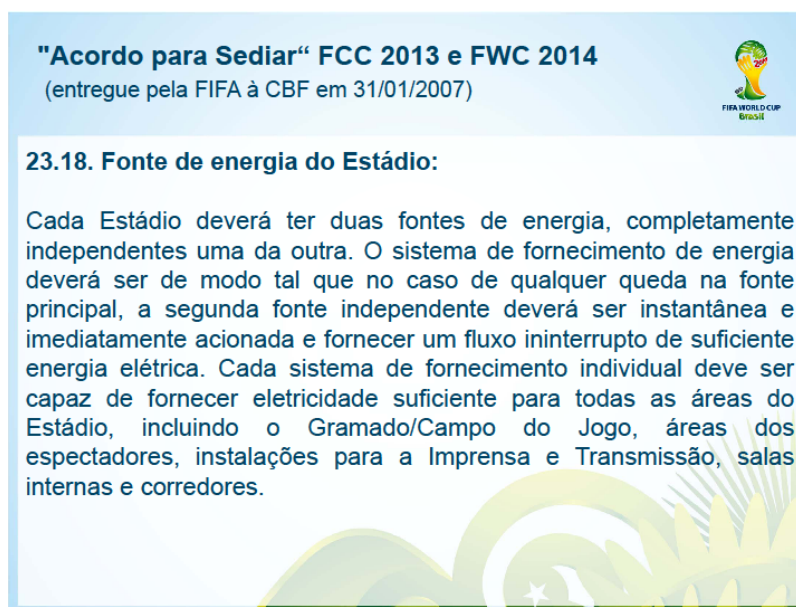 "Acordo para Sediar“ FCC 2013 e FWC 2014
(entregue pela FIFA à CBF em 31/01/2007)
2014
FIFA WORLD CUP
Brasil
23.18. Fonte de energia do Estádio:
Cada Estádio deverá ter duas fontes de energia, completamente
independentes uma da outra. O sistema de fornecimento de energia
deverá ser de modo tal que no caso de qualquer queda na fonte
principal, a segunda fonte independente deverá ser instantânea e
imediatamente acionada e fornecer um fluxo ininterrupto de suficiente
energia elétrica. Cada sistema de fornecimento individual deve ser
capaz de fornecer eletricidade suficiente para todas as áreas do
Estádio, incluindo o Gramado/Campo do Jogo, áreas dos
espectadores, instalações para a Imprensa e Transmissão, salas
internas e corredores.